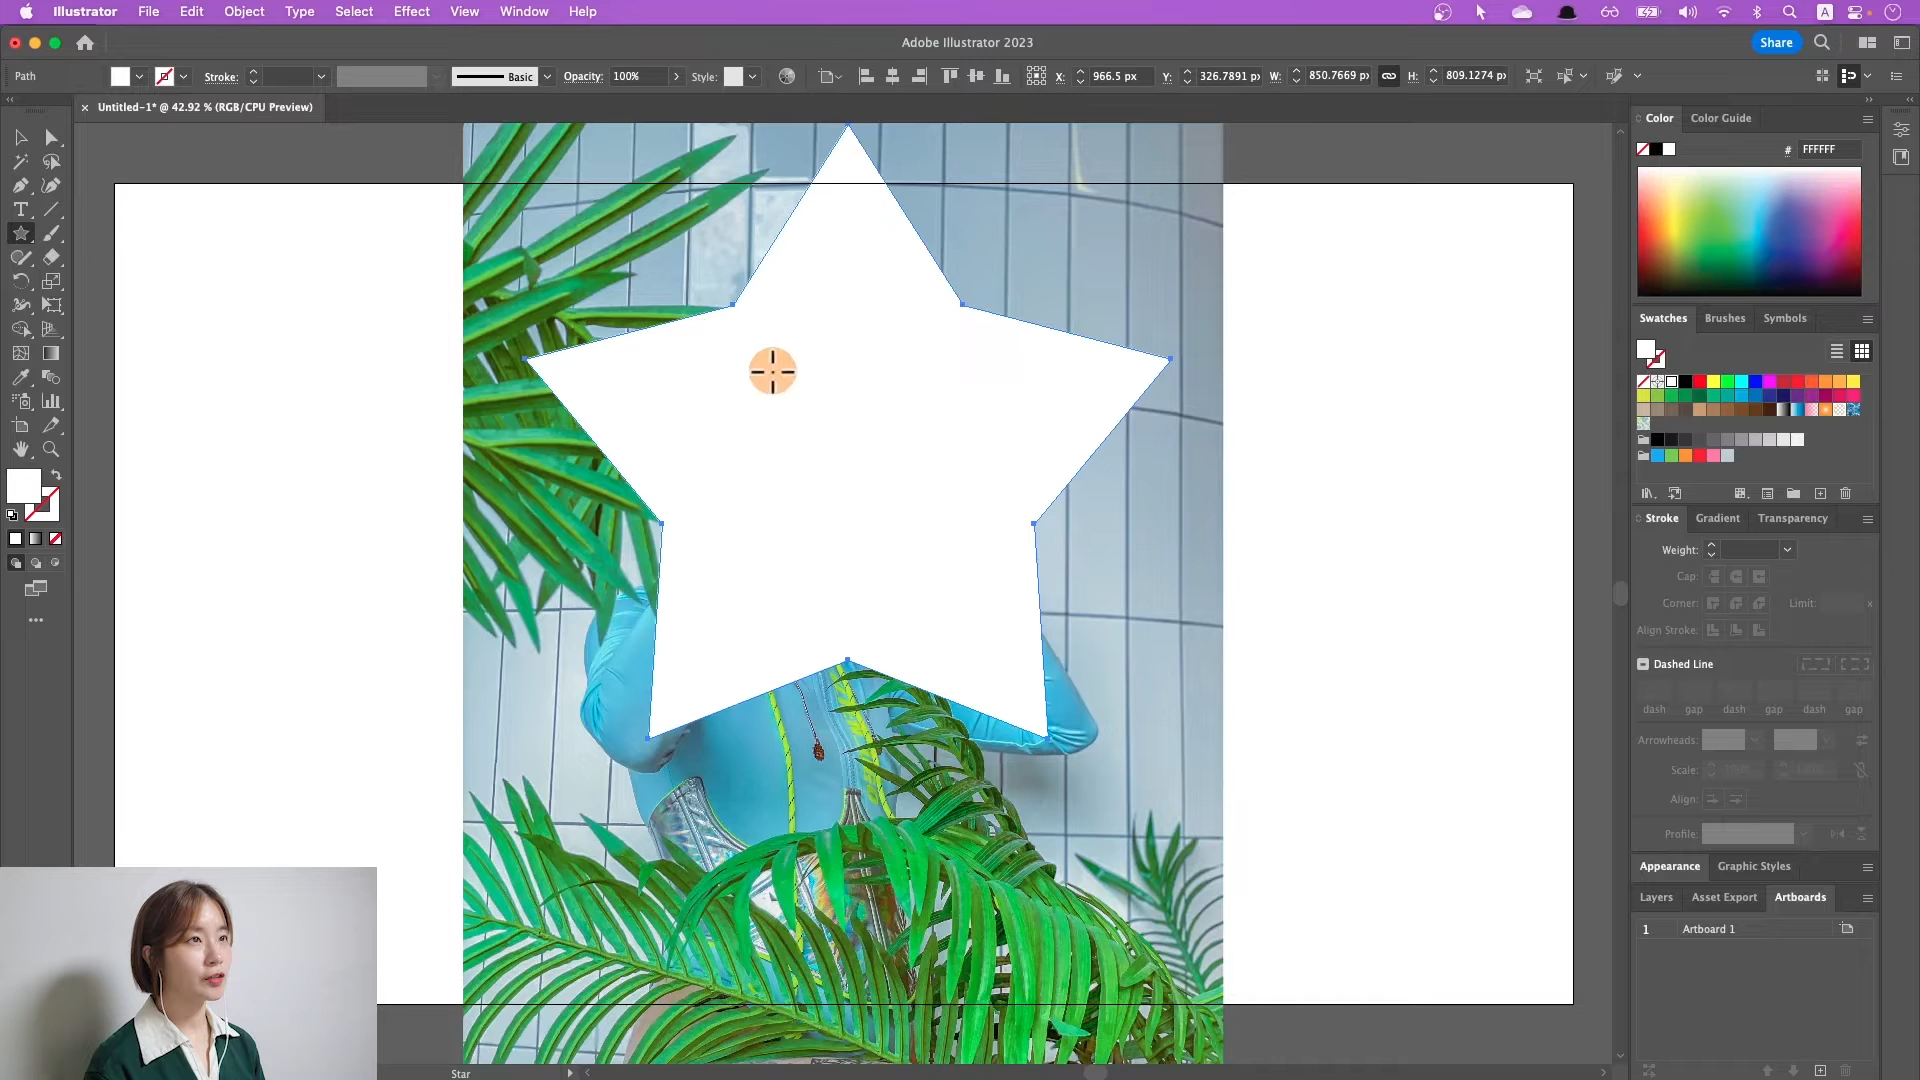 Illustrator File Edit Object Type Select Effect View Window Help A
Adobe Illustrator 2023 Share
Path Stroke: Basic Opacity: 100% Style: X: 966.5 px Y: 326.7891 px W: 850.7669 px H: 809.1274 px
× Untitled-1* @ 42.92 % (RGB/CPU Preview)
Color Color Guide
# FFFFFF
Swatches Brushes Symbols
Stroke Gradient Transparency
Weight:
Cap:
Corner: Limit: x
Align Stroke:
Dashed Line
dash gap dash gap dash gap
Arrowheads:
Scale:
Align:
Profile:
Appearance Graphic Styles
Layers Asset Export Artboards
1 Artboard 1
Star